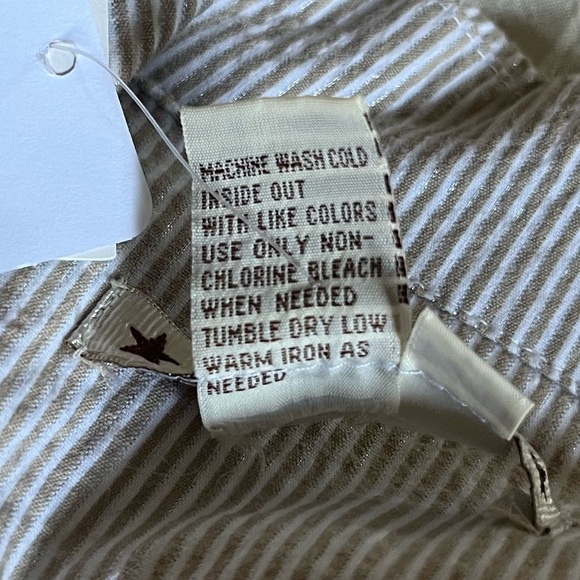 MACHINE WASH COLD
INSIDE OUT
WITH LIKE COLORS
USE ONLY NON-
CHLORINE BLEACH
WHEN NEEDED
TUMBLE DRY LOW
WARM IRON AS
NEEDED